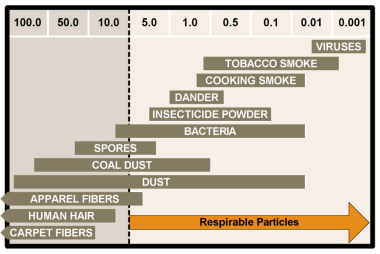 100.0 50.0 10.0 5.0 1.0 0.5 0.1 0.01 0.001
VIRUSES
TOBACCO SMOKE
COOKING SMOKE
DANDER
INSECTICIDE POWDER
BACTERIA
SPORES
COAL DUST
DUST
APPAREL FIBERS
HUMAN HAIR
Respirable Particles
CARPET FIBERS